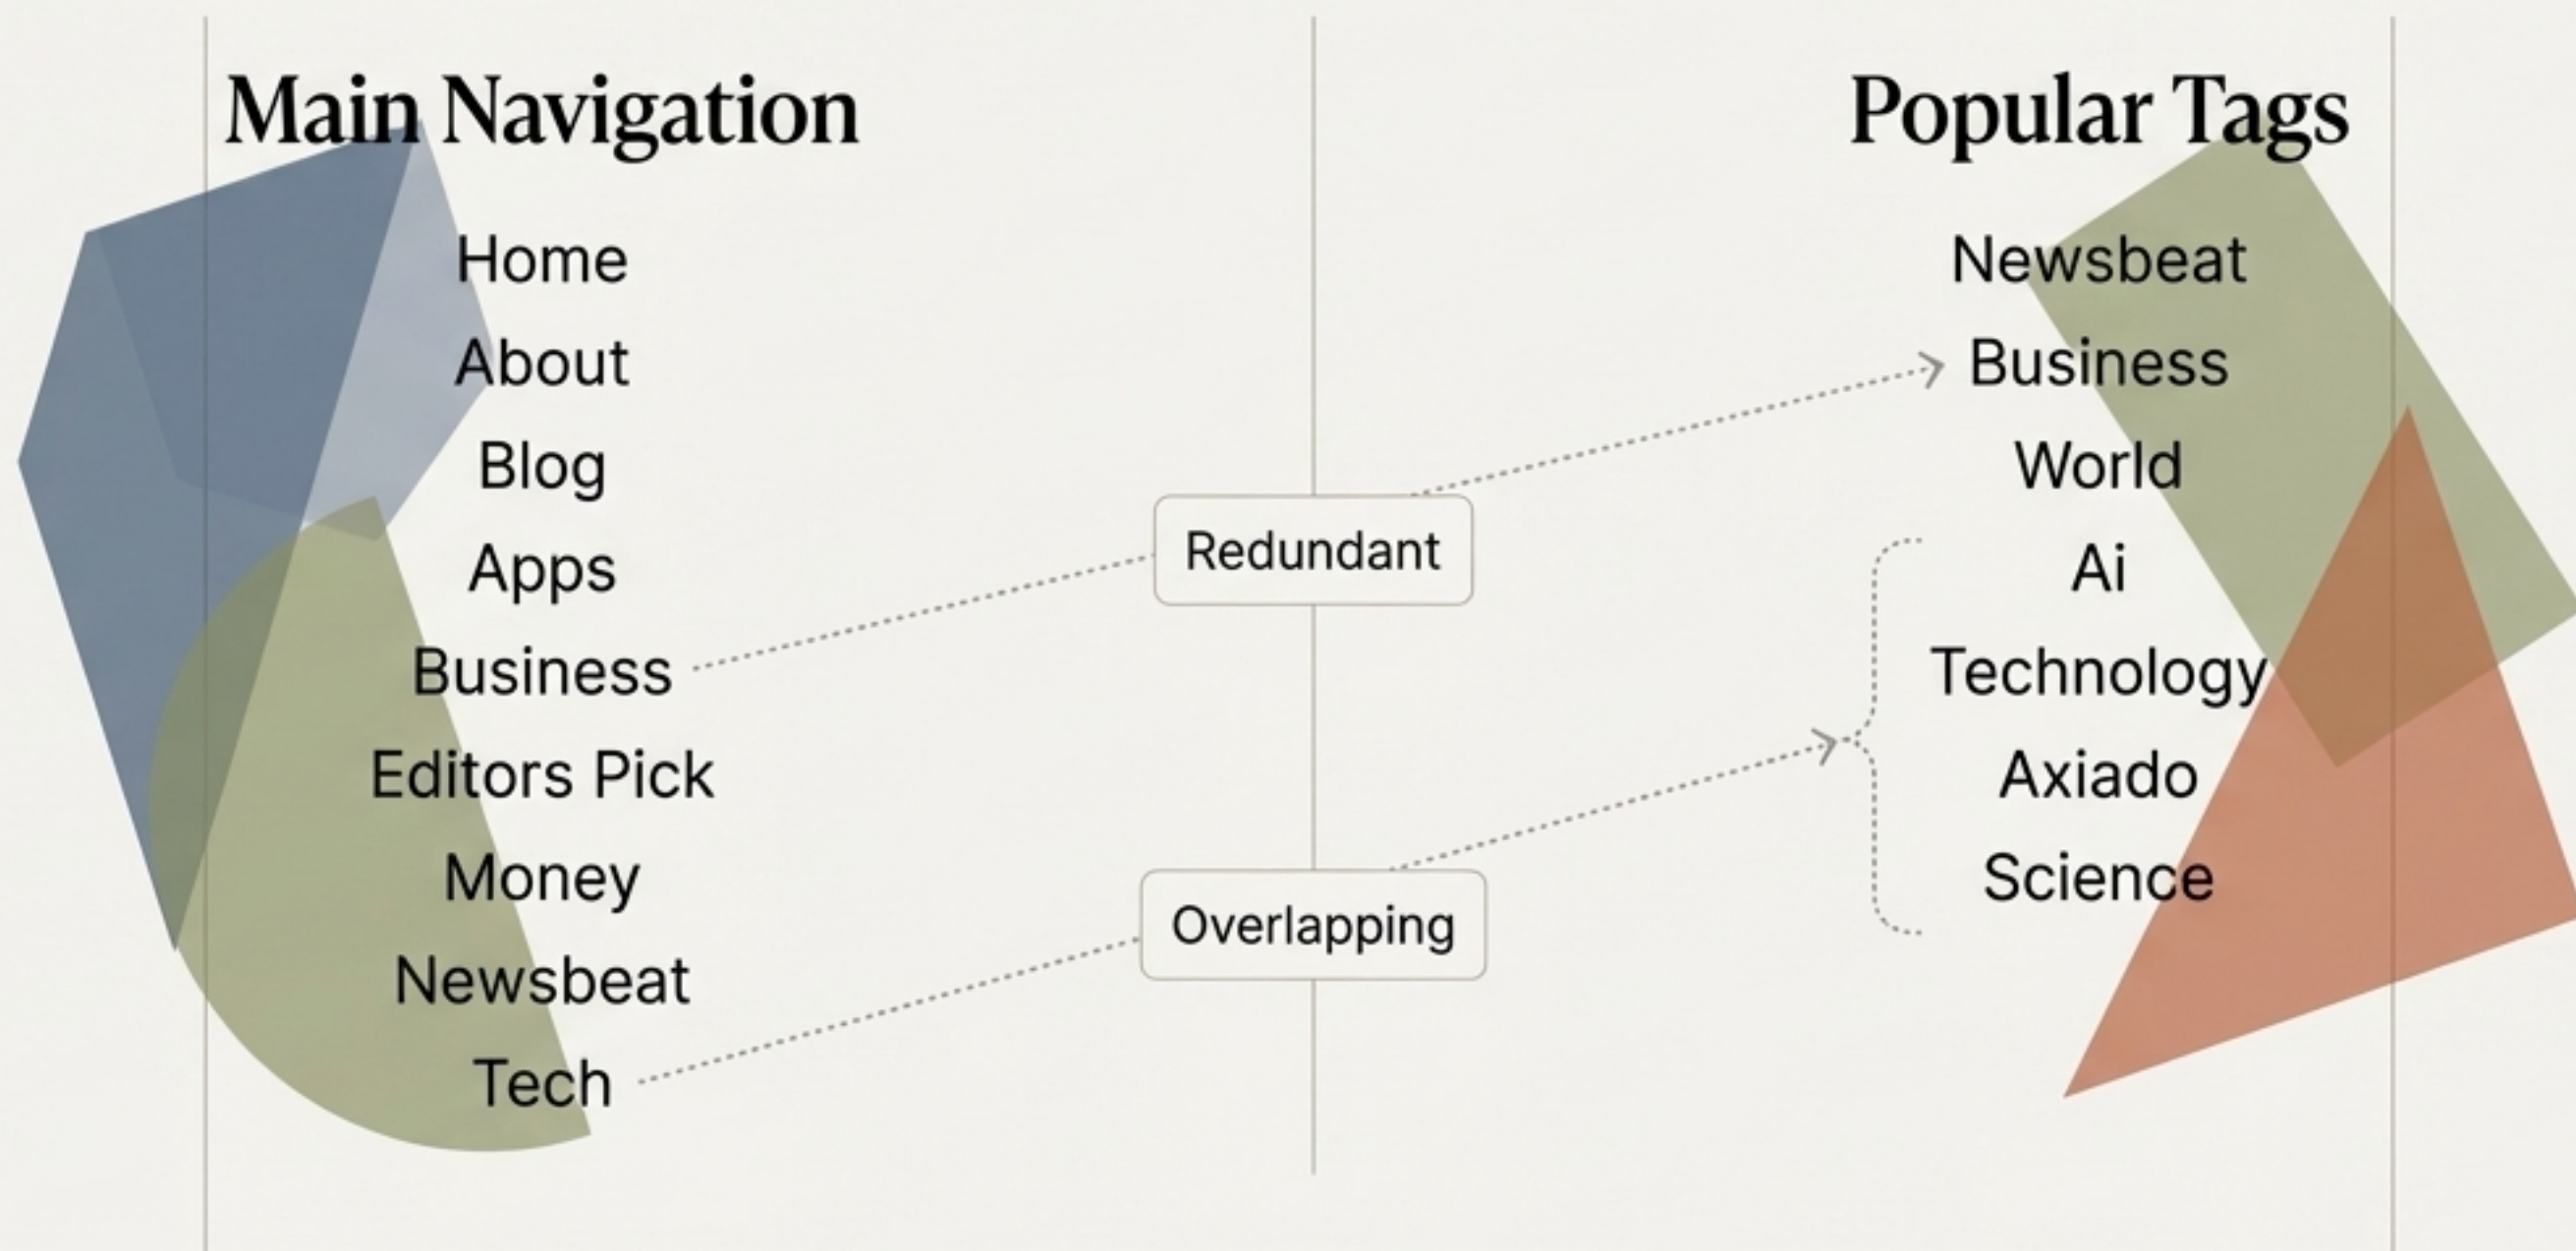 Main Navigation
Home
About
Blog
Apps
Business
Editors Pick
Money
Newsbeat
Tech
Redundant
Overlapping
Popular Tags
Newsbeat
Business
World
Ai
Technology
Axiado
Science